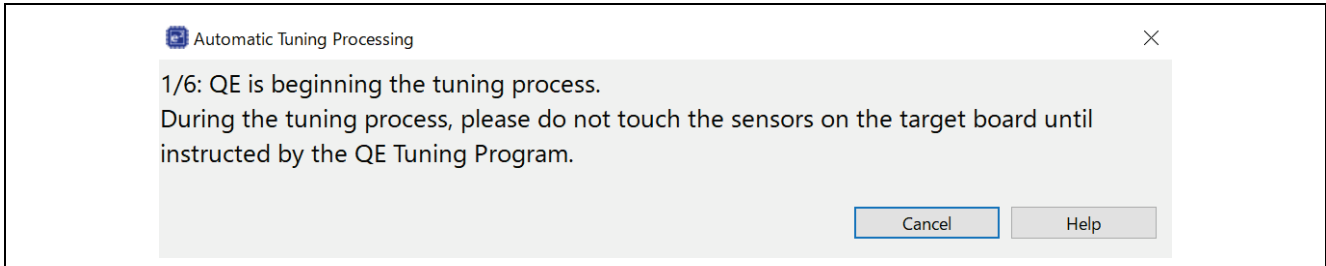 Automatic Tuning Processing
1/6: QE is beginning the tuning process.
During the tuning process, please do not touch the sensors on the target board until
instructed by the QE Tuning Program.
Cancel Help